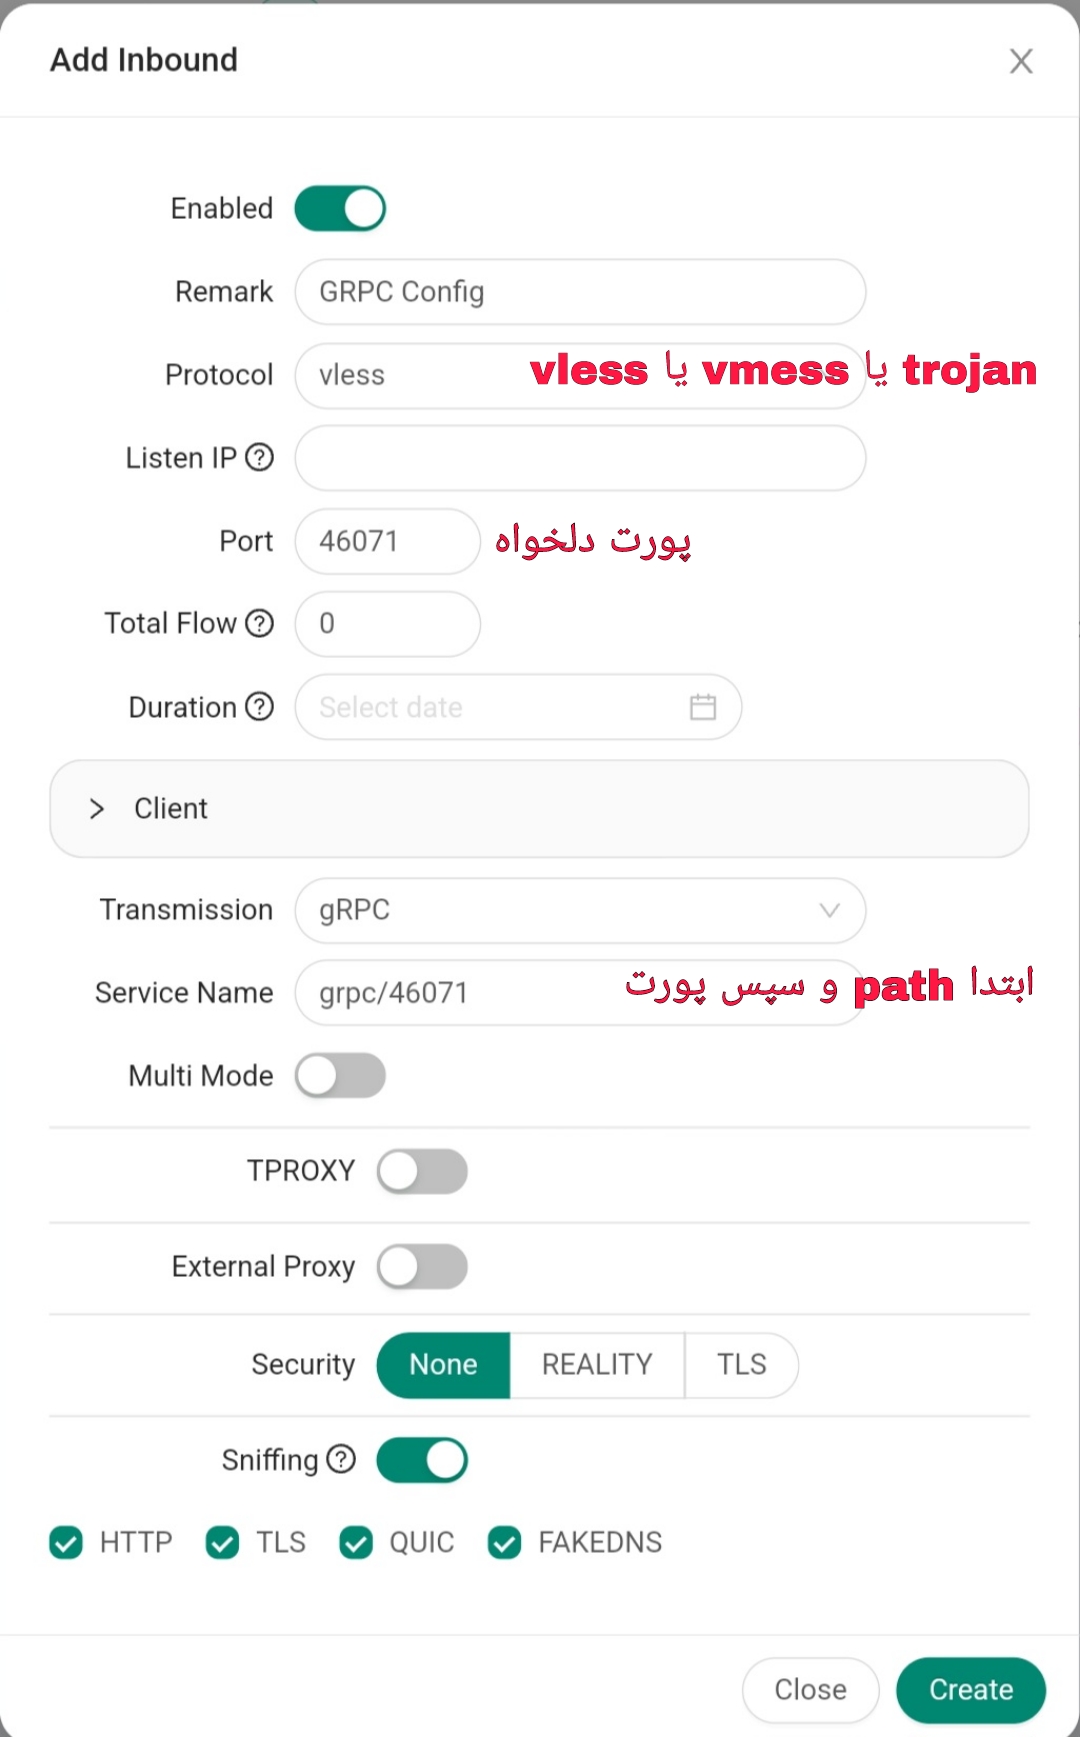 Add Inbound
Enabled
Remark GRPC Config
Protocol vless vless یا vmess یا trojan
Listen IP
Port 46071 پورت دلخواه
Total Flow 0
Duration Select date
Client
Transmission gRPC
Service Name grpc/46071 ابتدا path و سپس پورت
Multi Mode
TPROXY
External Proxy
Security None REALITY TLS
Sniffing
HTTP TLS QUIC FAKEDNS
Close Create